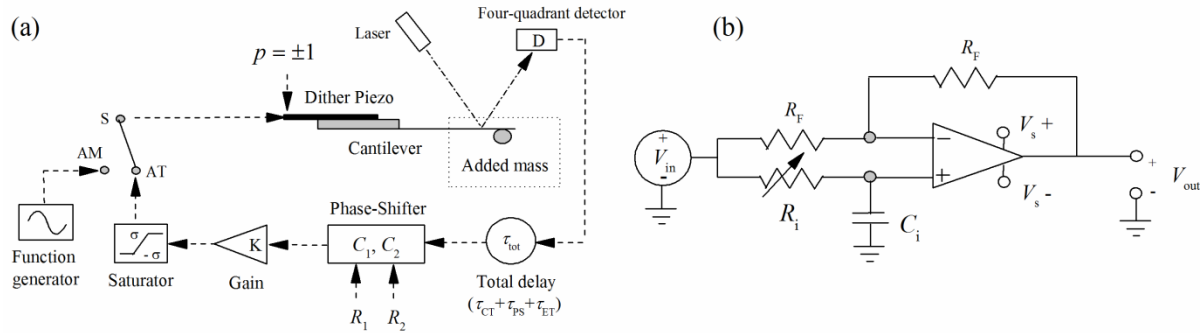 (a)
Four-quadrant detector
Laser
D
p = ±1
Dither Piezo
S
Cantilever
Added mass
AM
AT
Phase-Shifter
σ
- σ
K
C₁, C₂
τtot
Function generator
Saturator
Gain
Total delay
(τCT + τPS + τET)
R₁
R₂
(b)
RF
RF
Vs +
+
Vin
-
−
+
Vs -
+
Vout
-
Ri
Ci